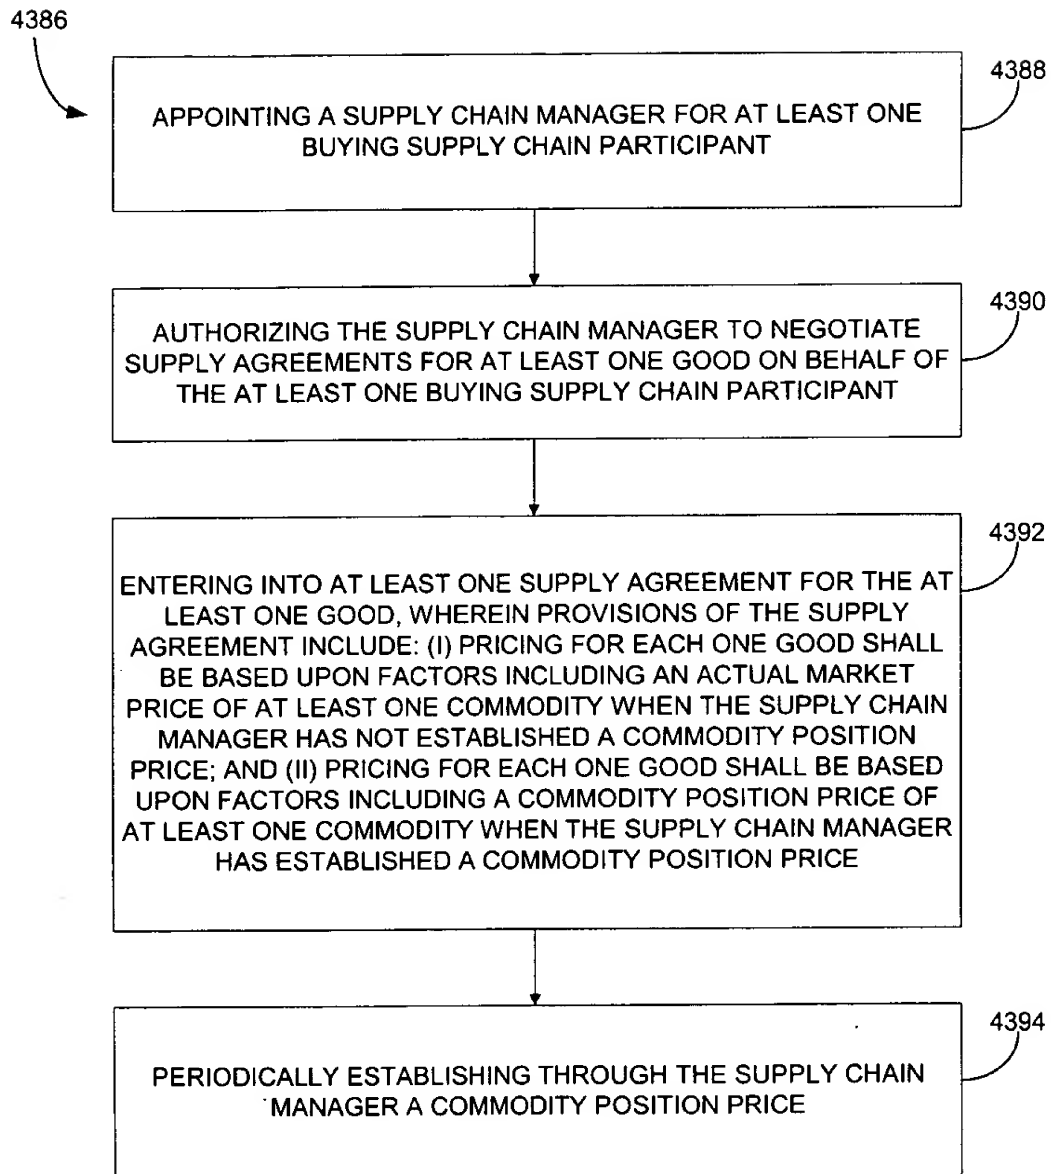 4386
4388
APPOINTING A SUPPLY CHAIN MANAGER FOR AT LEAST ONE
BUYING SUPPLY CHAIN PARTICIPANT
4390
AUTHORIZING THE SUPPLY CHAIN MANAGER TO NEGOTIATE
SUPPLY AGREEMENTS FOR AT LEAST ONE GOOD ON BEHALF OF
THE AT LEAST ONE BUYING SUPPLY CHAIN PARTICIPANT
4392
ENTERING INTO AT LEAST ONE SUPPLY AGREEMENT FOR THE AT
LEAST ONE GOOD, WHEREIN PROVISIONS OF THE SUPPLY
AGREEMENT INCLUDE: (I) PRICING FOR EACH ONE GOOD SHALL
BE BASED UPON FACTORS INCLUDING AN ACTUAL MARKET
PRICE OF AT LEAST ONE COMMODITY WHEN THE SUPPLY CHAIN
MANAGER HAS NOT ESTABLISHED A COMMODITY POSITION
PRICE; AND (II) PRICING FOR EACH ONE GOOD SHALL BE BASED
UPON FACTORS INCLUDING A COMMODITY POSITION PRICE OF
AT LEAST ONE COMMODITY WHEN THE SUPPLY CHAIN MANAGER
HAS ESTABLISHED A COMMODITY POSITION PRICE
4394
PERIODICALLY ESTABLISHING THROUGH THE SUPPLY CHAIN
MANAGER A COMMODITY POSITION PRICE